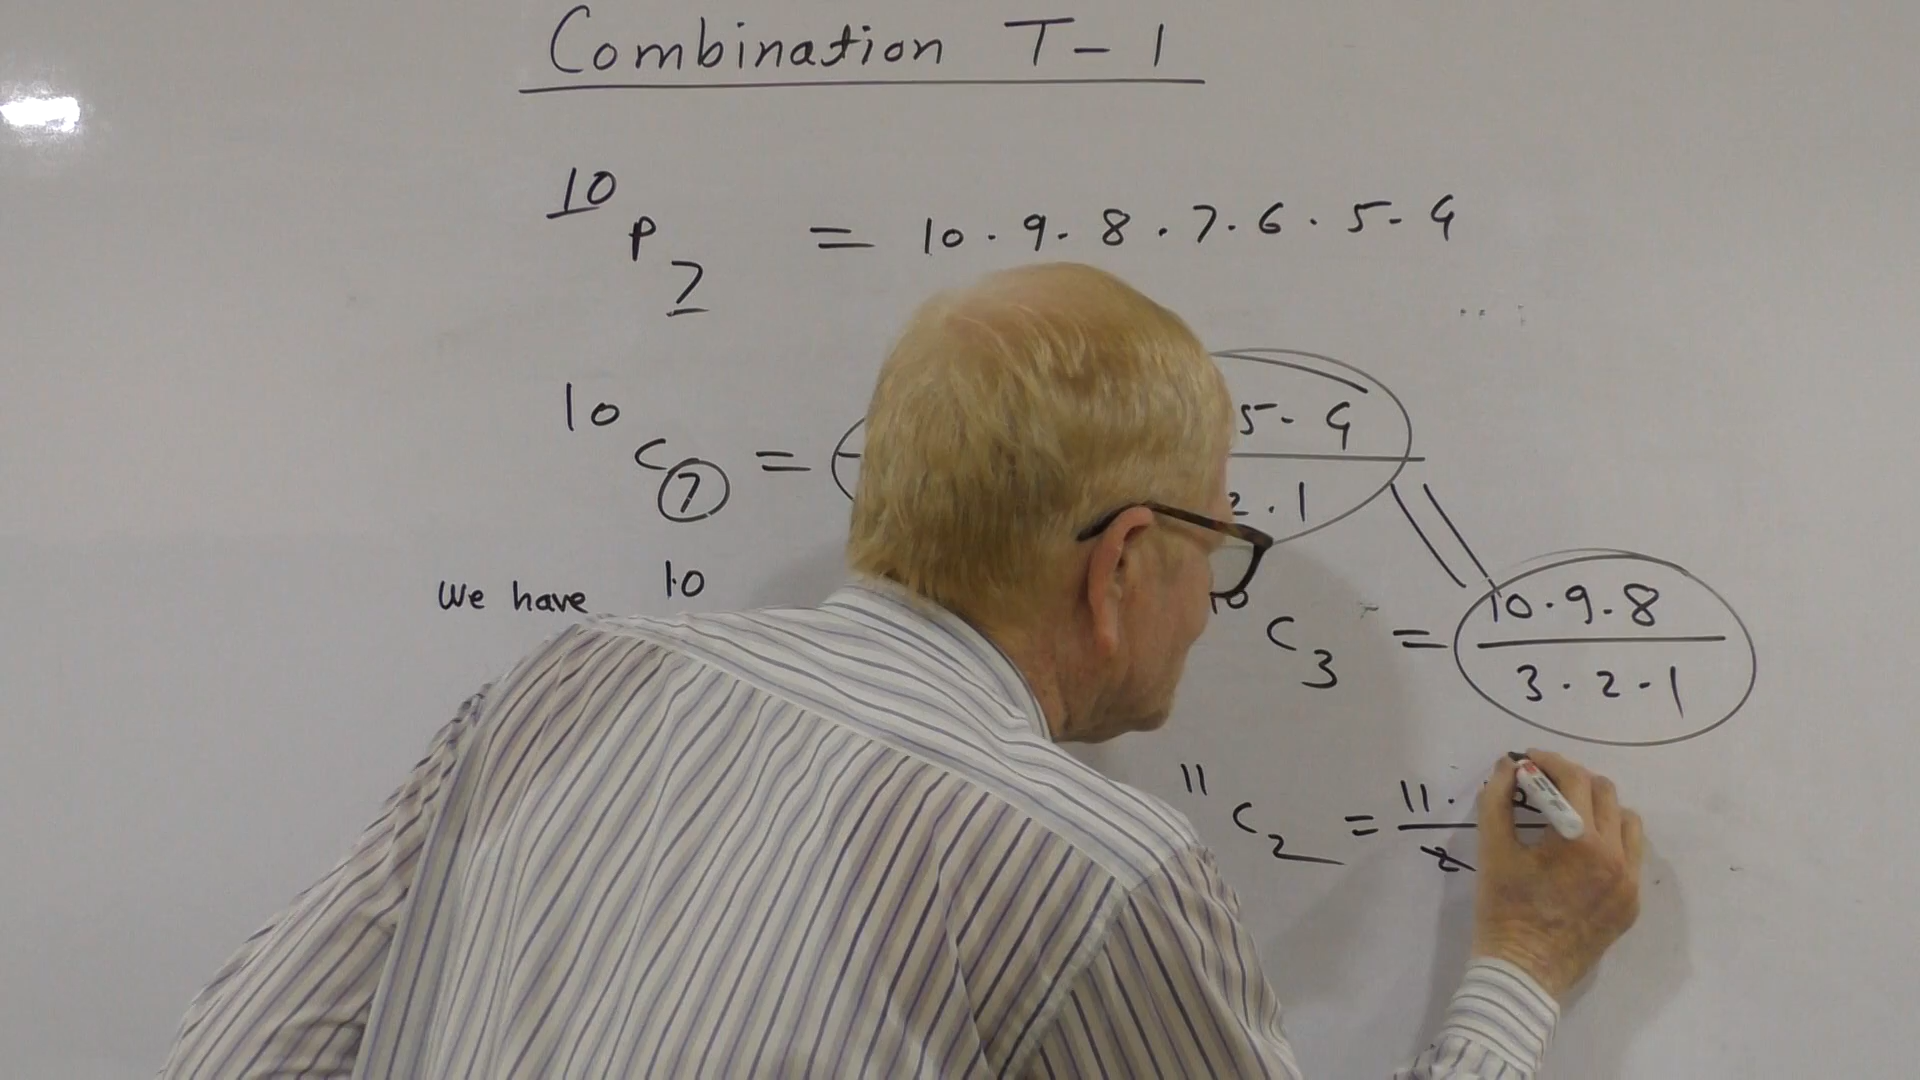 Combination T-1
10 P 7 = 10 . 9 . 8 . 7 . 6 . 5 - 4
10 C 7 =
5 - 4
2 . 1
We have 10
10 C 3 = 10 . 9 . 8
3 . 2 . 1
11 C 2 = 11 .
2